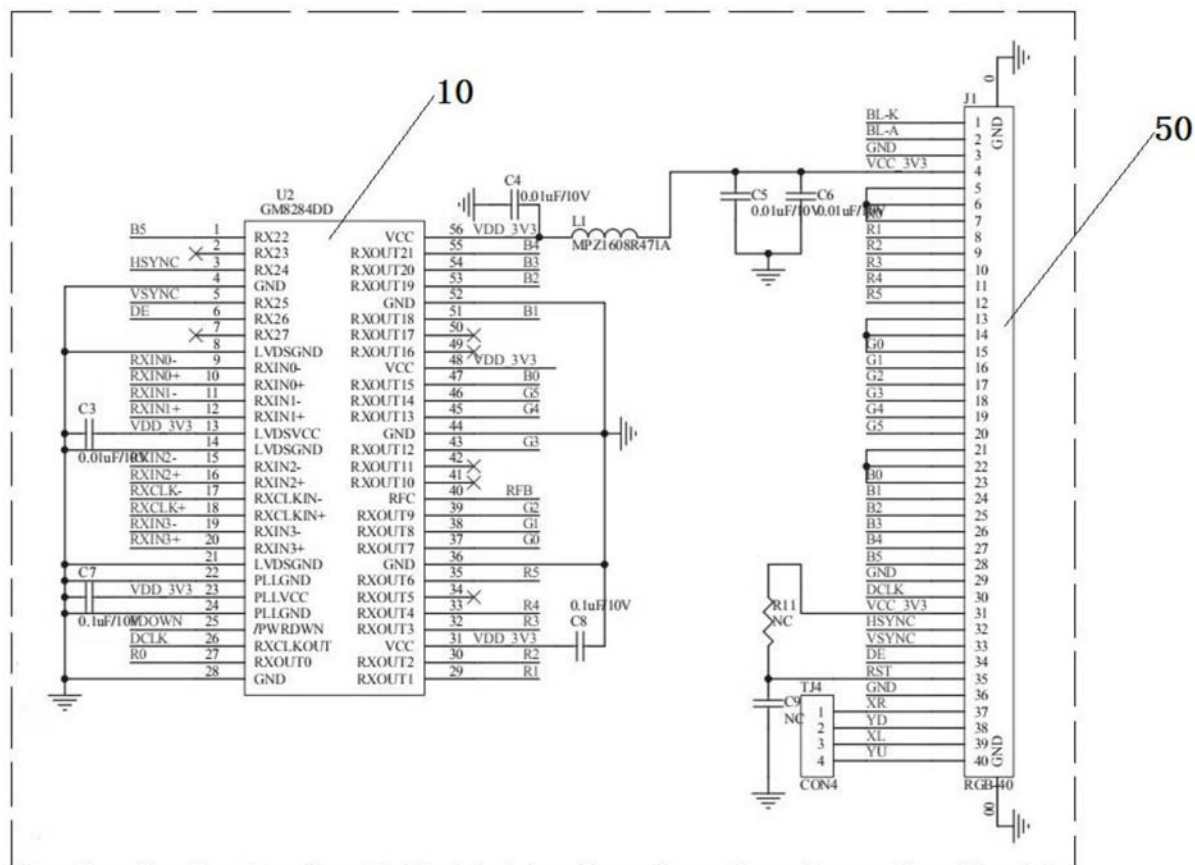 10
50
U2
GM8284DD
B5 1 RX22
2 RX23
HSYNC 3 RX24
4 GND
VSYNC 5 RX25
DE 6 RX26
7 RX27
8 LVDSGND
RXIN0- 9 RXIN0-
RXIN0+ 10 RXIN0+
RXIN1- 11 RXIN1-
RXIN1+ 12 RXIN1+
VDD_3V3 13 LVDSVCC
14 LVDSGND
RXIN2- 15 RXIN2-
RXIN2+ 16 RXIN2+
RXCLK- 17 RXCLKIN-
RXCLK+ 18 RXCLKIN+
RXIN3- 19 RXIN3-
RXIN3+ 20 RXIN3+
21 LVDSGND
22 PLLGND
VDD_3V3 23 PLLVCC
24 PLLGND
25 /PWRDWN
DCLK 26 RXCLKOUT
R0 27 RXOUT0
28 GND
C3
0.01uF/10V
C7
0.1uF/10V
VCC 56 VDD_3V3
RXOUT21 55 B4
RXOUT20 54 B3
RXOUT19 53 B2
GND 52
RXOUT18 51 B1
RXOUT17 50
RXOUT16 49
VCC 48 VDD_3V3
RXOUT15 47 B0
RXOUT14 46 G5
RXOUT13 45 G4
GND 44
RXOUT12 43 G3
RXOUT11 42
RXOUT10 41
RFC 40 RFB
RXOUT9 39 G2
RXOUT8 38 G1
RXOUT7 37 G0
GND 36
RXOUT6 35 R5
RXOUT5 34
RXOUT4 33 R4
RXOUT3 32 R3
VCC 31 VDD_3V3
RXOUT2 30 R2
RXOUT1 29 R1
C4
0.01uF/10V
L1
MPZ1608R471A
C5
0.01uF/10V
C6
0.01uF/10V
0.1uF/10V
C8
R11
NC
C9
NC
TJ4
1
2
3
4
CON4
J1
0
GND
BL-K 1
BL-A 2
GND 3
VCC_3V3 4
5
6
R0 7
R1 8
R2 9
R3 10
R4 11
R5 12
13
14
G0 15
G1 16
G2 17
G3 18
G4 19
G5 20
21
22
B0 23
B1 24
B2 25
B3 26
B4 27
B5 28
GND 29
DCLK 30
VCC_3V3 31
HSYNC 32
VSYNC 33
DE 34
RST 35
GND 36
XR 37
YD 38
XL 39
YU 40
GND
RGB-40
00